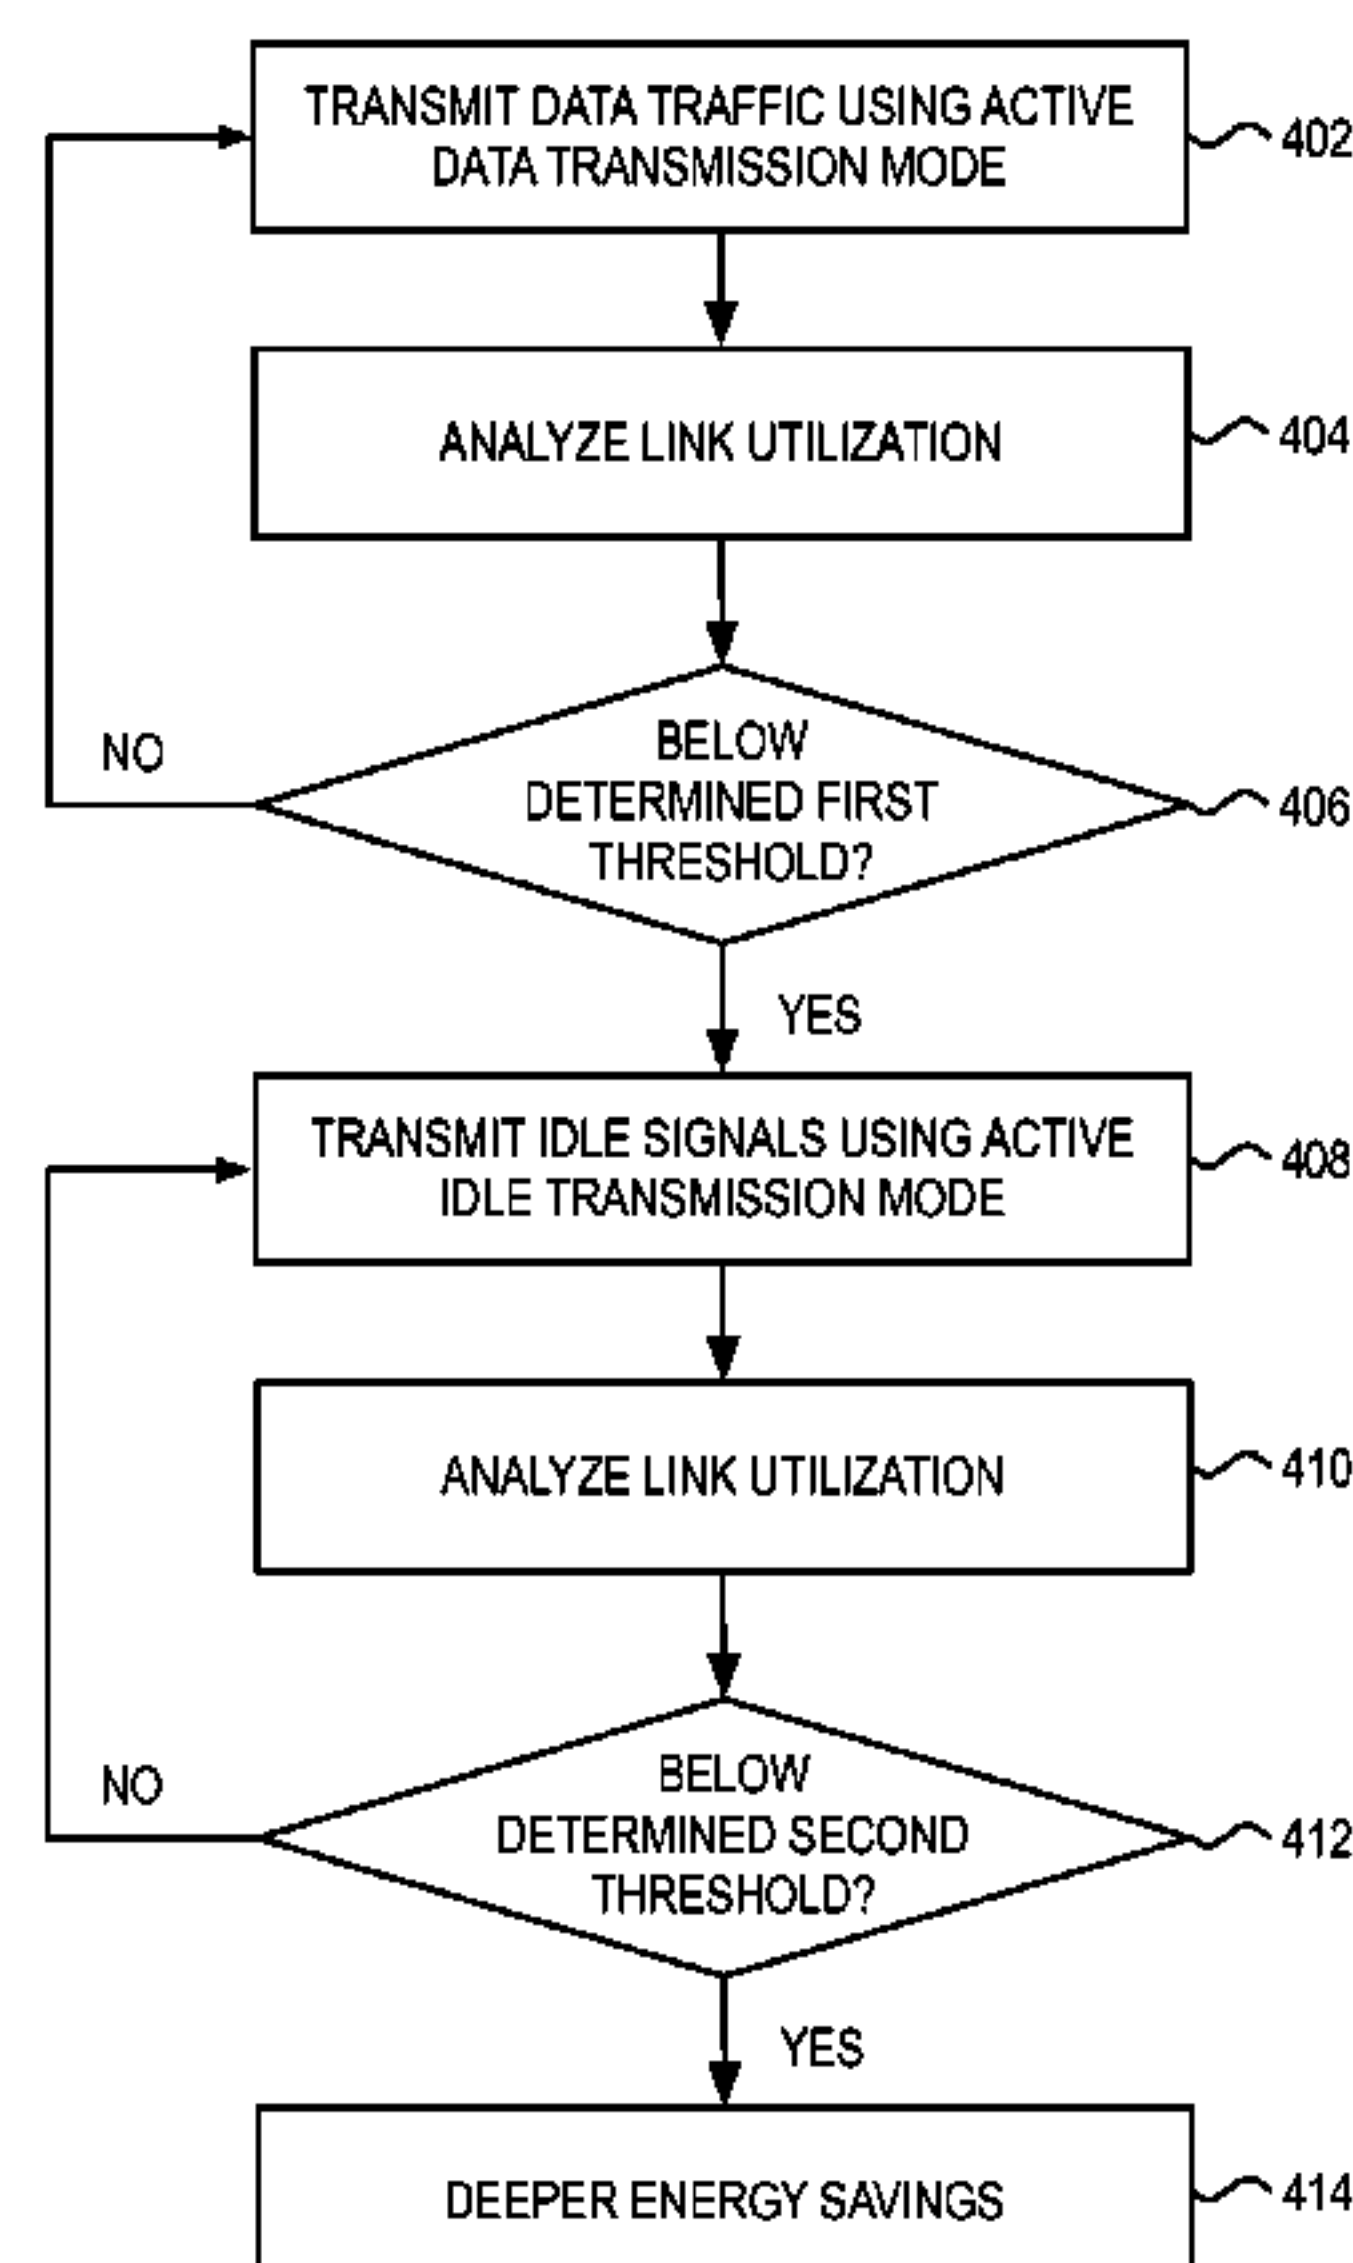 TRANSMIT DATA TRAFFIC USING ACTIVE
DATA TRANSMISSION MODE
402
ANALYZE LINK UTILIZATION
404
BELOW
DETERMINED FIRST
THRESHOLD?
406
NO
YES
TRANSMIT IDLE SIGNALS USING ACTIVE
IDLE TRANSMISSION MODE
408
ANALYZE LINK UTILIZATION
410
BELOW
DETERMINED SECOND
THRESHOLD?
412
NO
YES
DEEPER ENERGY SAVINGS
414